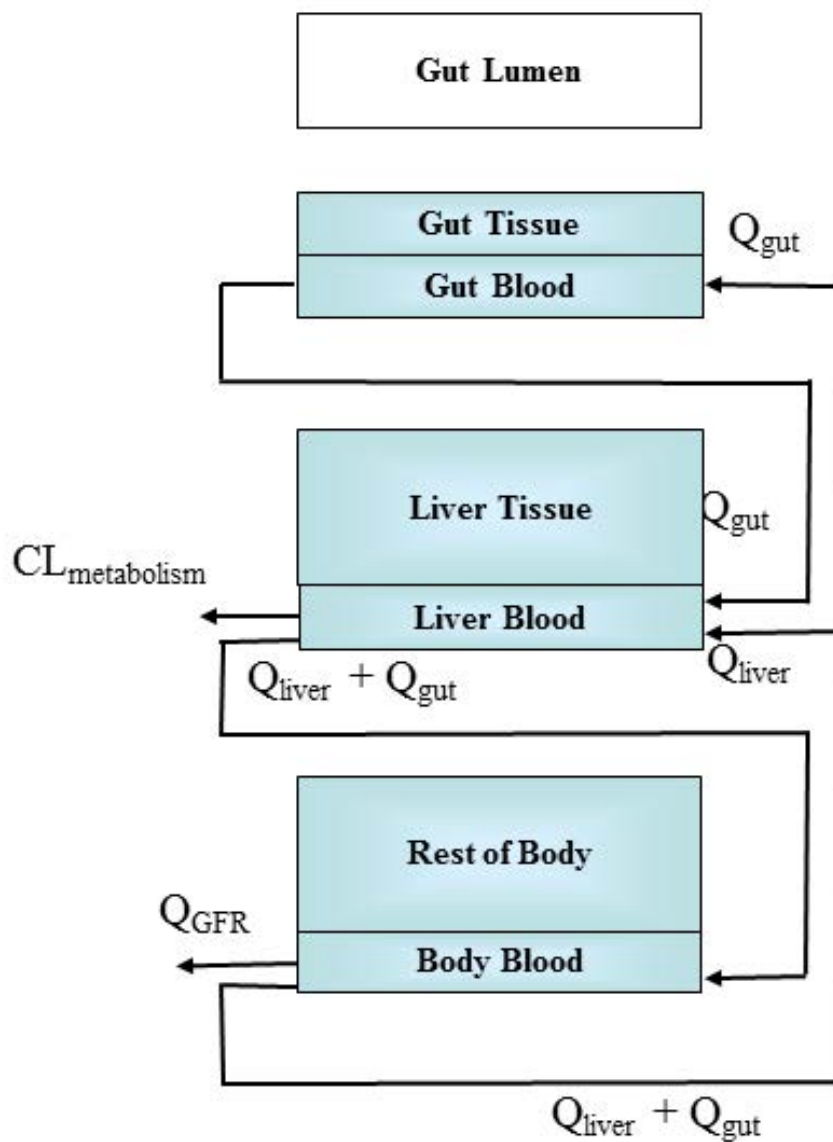 Gut Lumen
Gut Tissue
Q_gut
Gut Blood
Liver Tissue
Q_gut
CL_metabolism
Liver Blood
Q_liver + Q_gut
Q_liver
Rest of Body
Q_GFR
Body Blood
Q_liver + Q_gut